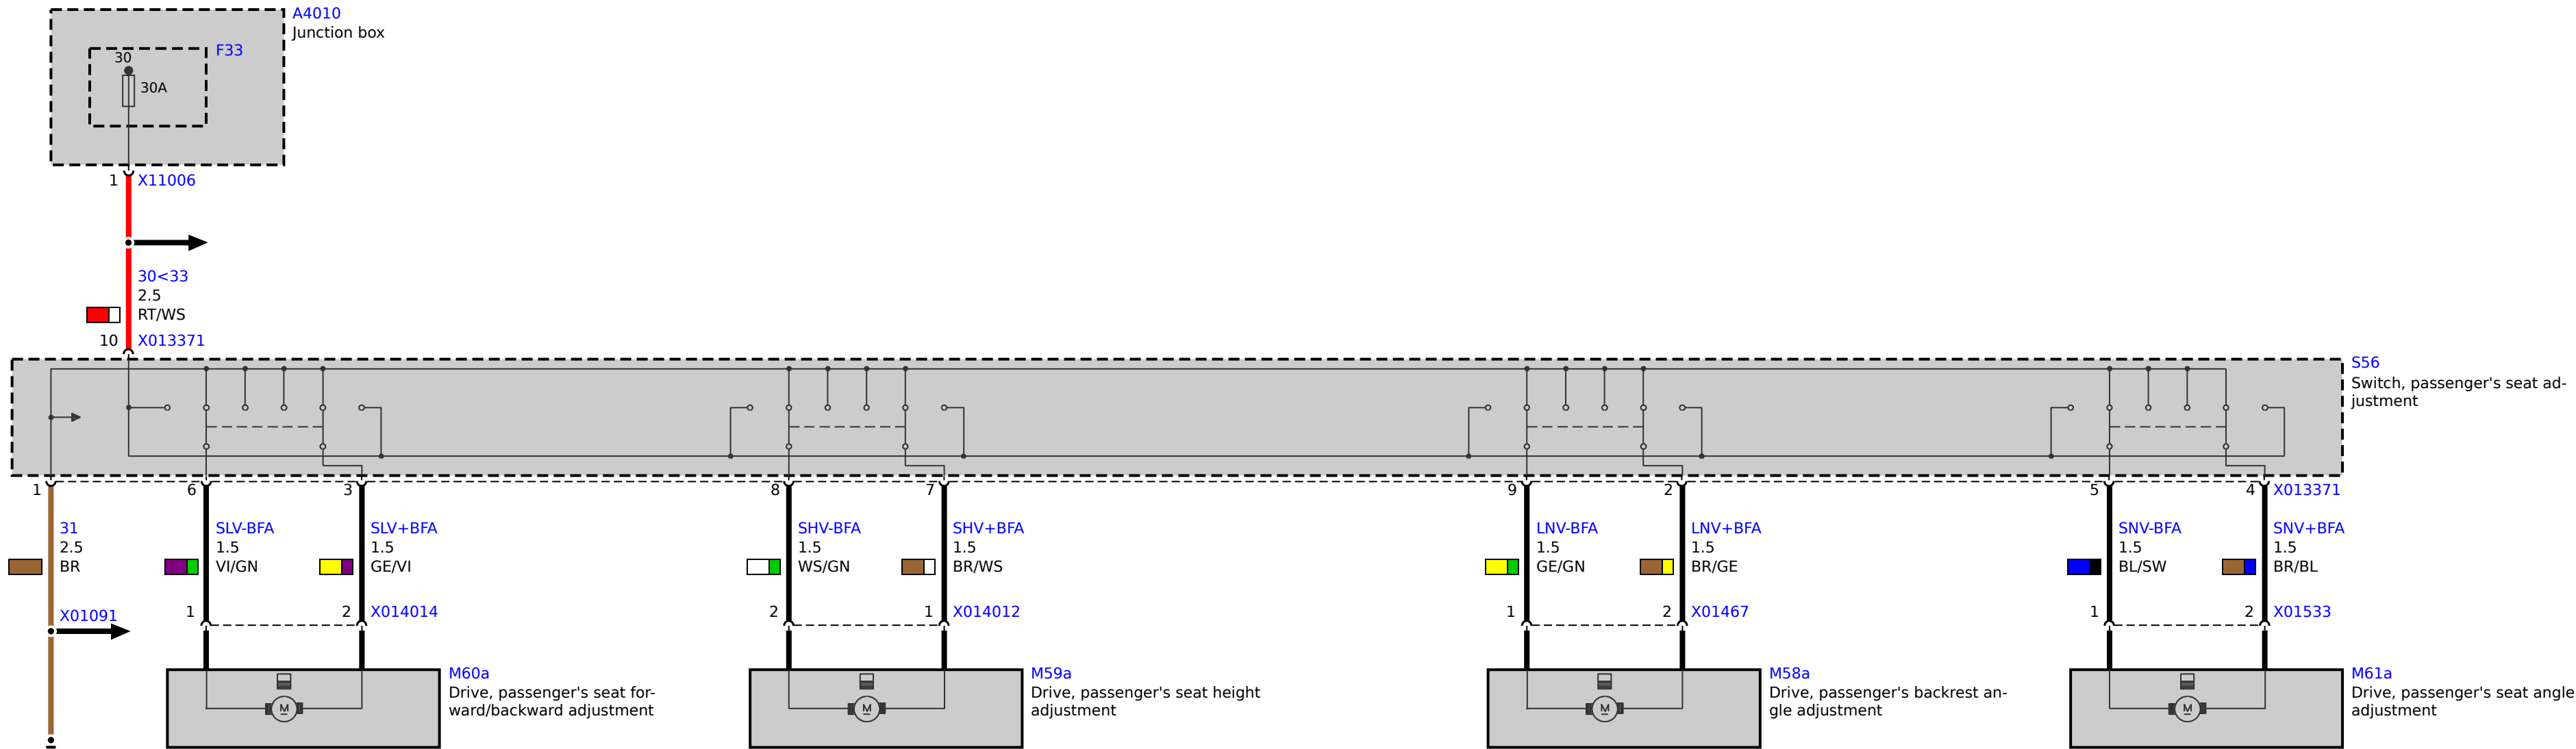 A4010
Junction box
F33
30
30A
1 X11006
30<33
2.5
RT/WS
10 X013371
S56
Switch, passenger's seat ad-
justment
1 6 3 8 7 9 2 5 4 X013371
31 SLV-BFA SLV+BFA SHV-BFA SHV+BFA LNV-BFA LNV+BFA SNV-BFA SNV+BFA
2.5 1.5 1.5 1.5 1.5 1.5 1.5 1.5 1.5
BR VI/GN GE/VI WS/GN BR/WS GE/GN BR/GE BL/SW BR/BL
X01091 1 2 X014014 2 1 X014012 1 2 X01467 1 2 X01533
M60a
Drive, passenger's seat for-
ward/backward adjustment
M
M59a
Drive, passenger's seat height
adjustment
M
M58a
Drive, passenger's backrest an-
gle adjustment
M
M61a
Drive, passenger's seat angle
adjustment
M